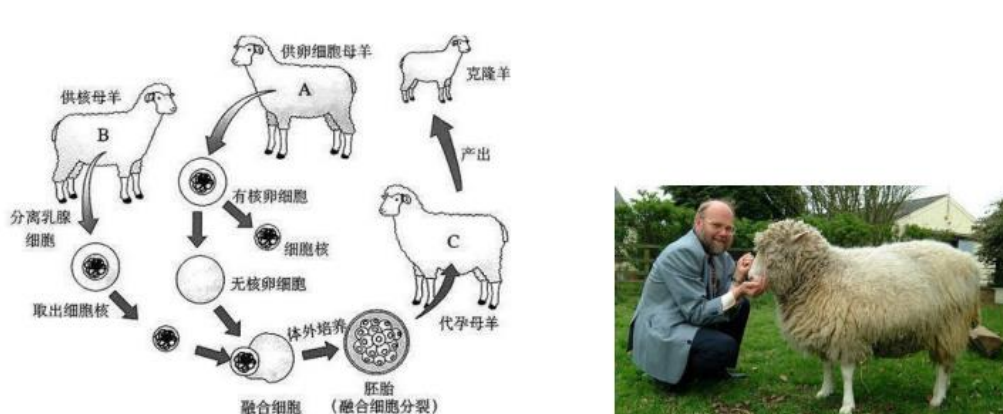 供卵细胞母羊
A
供核母羊
B
克隆羊
产出
有核卵细胞
细胞核
分离乳腺
细胞
C
无核卵细胞
取出细胞核
体外培养
代孕母羊
胚胎
融合细胞
(融合细胞分裂)